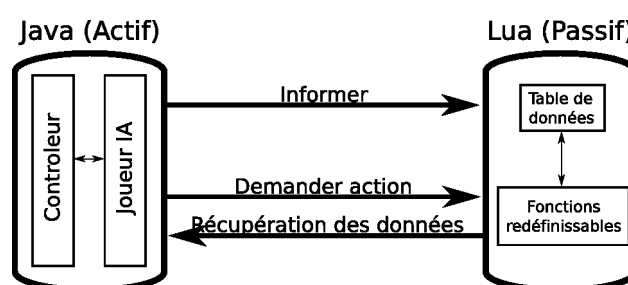 Java (Actif)
Lua (Passif)
Controleur
Joueur IA
Informer
Demander action
Récupération des données
Table de
données
Fonctions
redéfinissables